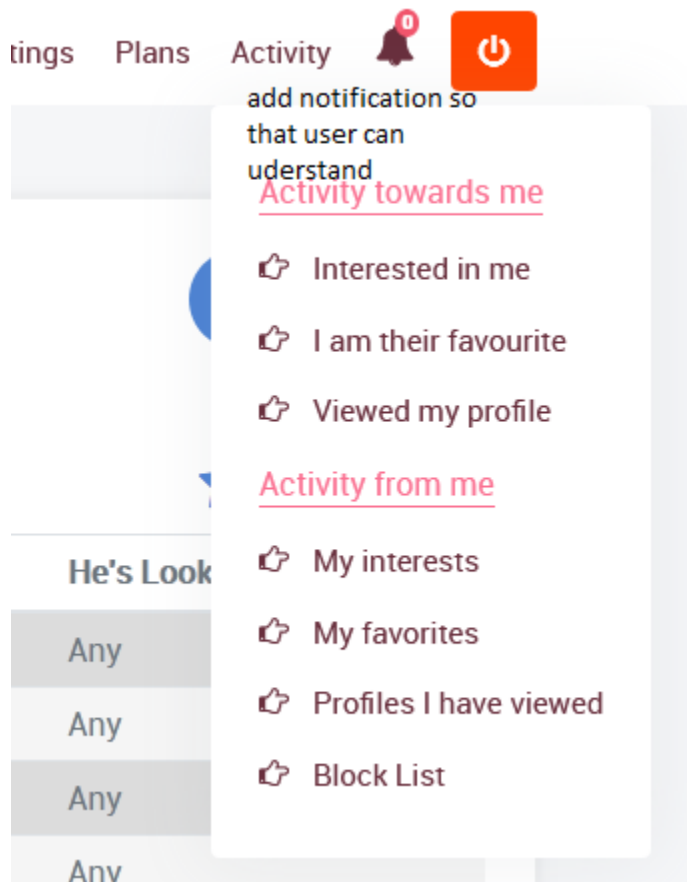 tings Plans Activity 0
add notification so
that user can
uderstand
Activity towards me
Interested in me
I am their favourite
Viewed my profile
Activity from me
He's Look
My interests
Any
My favorites
Profiles I have viewed
Any
Block List
Any
Any